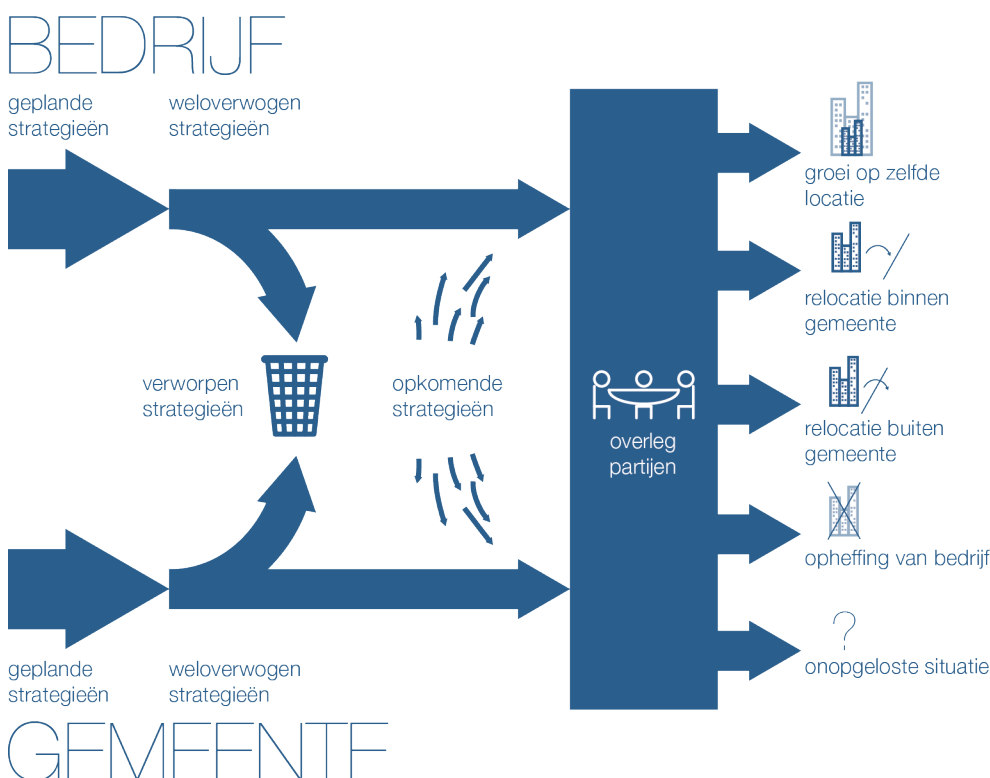 BEDRIJF
geplande
strategieën
weloverwogen
strategieën
groei op zelfde
locatie
relocatie binnen
gemeente
verworpen
strategieën
opkomende
strategieën
overleg
partijen
relocatie buiten
gemeente
opheffing van bedrijf
?
onopgeloste situatie
geplande
strategieën
weloverwogen
strategieën
GEMEENTE